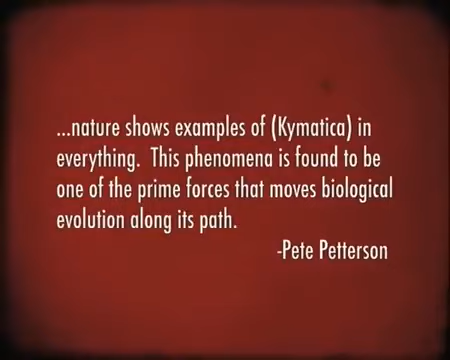 ...nature shows examples of (Kymatica) in
everything. This phenomena is found to be
one of the prime forces that moves biological
evolution along its path.
-Pete Petterson